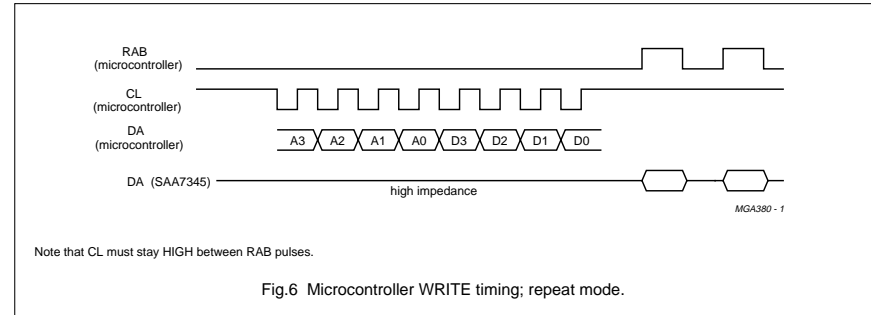 RAB
(microcontroller)
CL
(microcontroller)
DA
(microcontroller)
A3 A2 A1 A0 D3 D2 D1 D0
DA (SAA7345)
high impedance
MGA380 - 1
Note that CL must stay HIGH between RAB pulses.
Fig.6 Microcontroller WRITE timing; repeat mode.